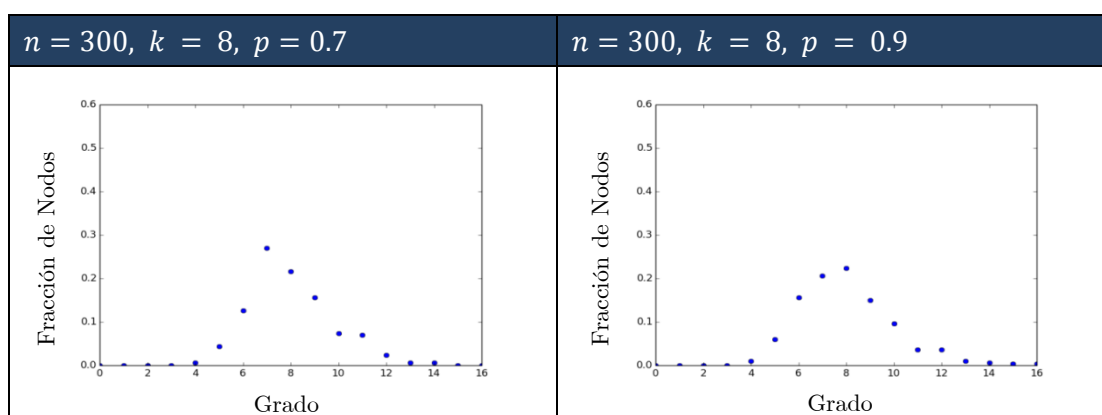 n = 300, k = 8, p = 0.7
n = 300, k = 8, p = 0.9
0.6
0.5
0.4
0.3
0.2
0.1
0.0
0 2 4 6 8 10 12 14 16
Fracción de Nodos
Grado
0.6
0.5
0.4
0.3
0.2
0.1
0.0
0 2 4 6 8 10 12 14 16
Fracción de Nodos
Grado